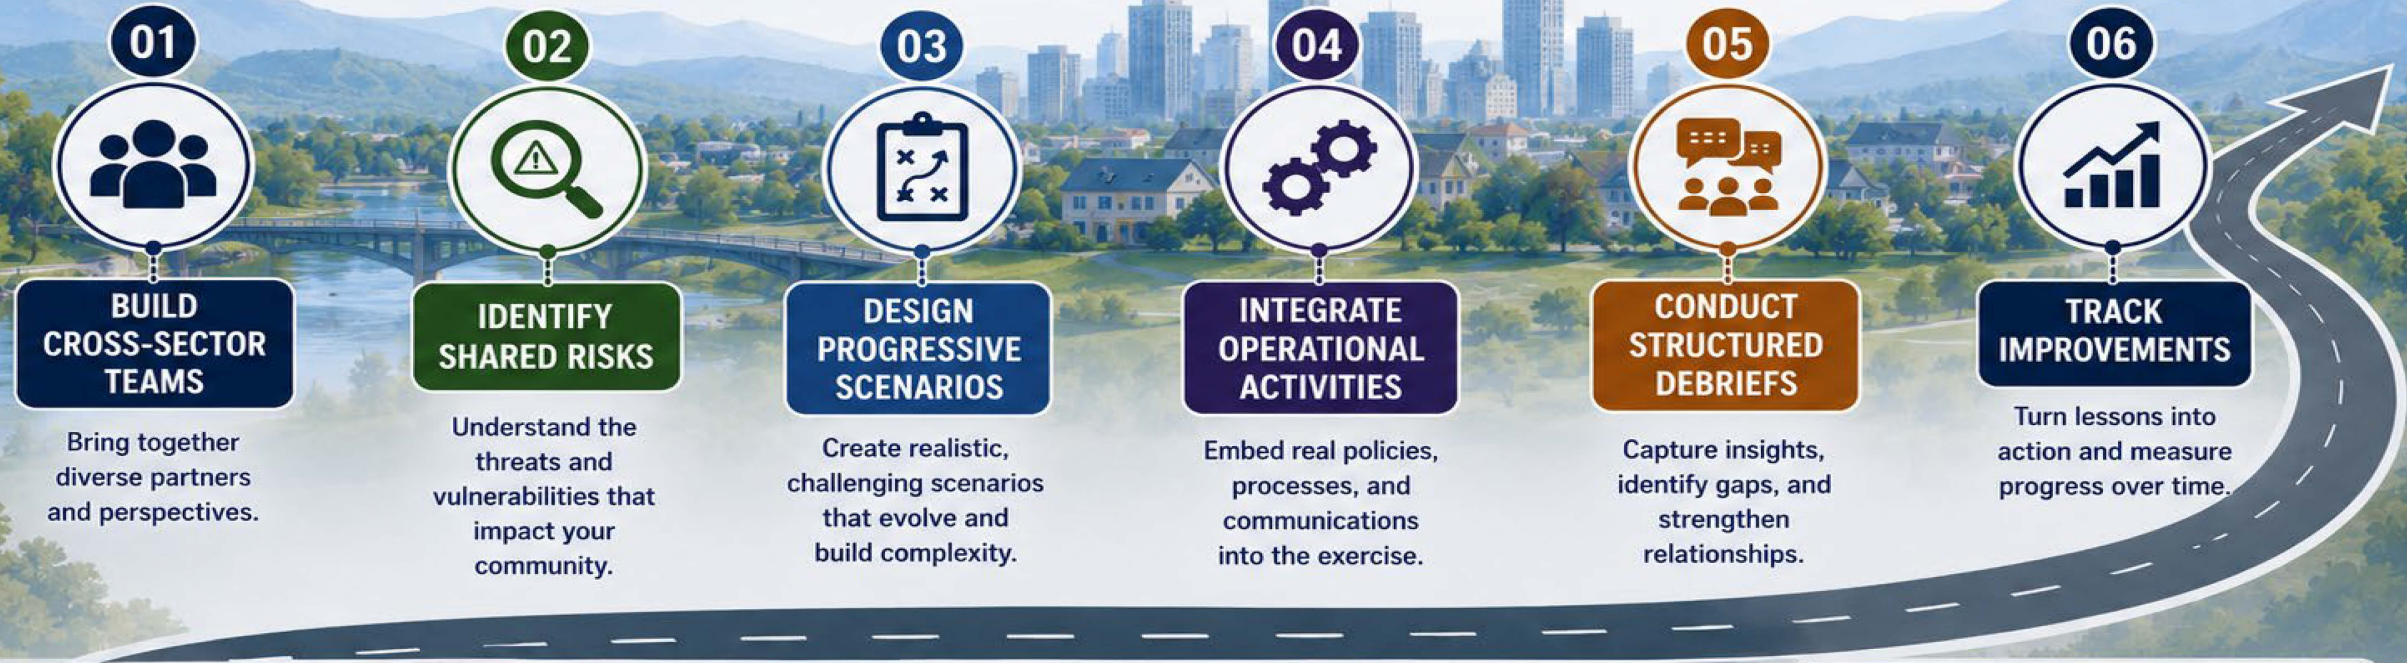 01
BUILD
CROSS-SECTOR
TEAMS
Bring together
diverse partners
and perspectives.
02
IDENTIFY
SHARED RISKS
Understand the
threats and
vulnerabilities that
impact your
community.
03
DESIGN
PROGRESSIVE
SCENARIOS
Create realistic,
challenging scenarios
that evolve and
build complexity.
04
INTEGRATE
OPERATIONAL
ACTIVITIES
Embed real policies,
processes, and
communications
into the exercise.
05
CONDUCT
STRUCTURED
DEBRIEFS
Capture insights,
identify gaps, and
strengthen
relationships.
06
TRACK
IMPROVEMENTS
Turn lessons into
action and measure
progress over time.